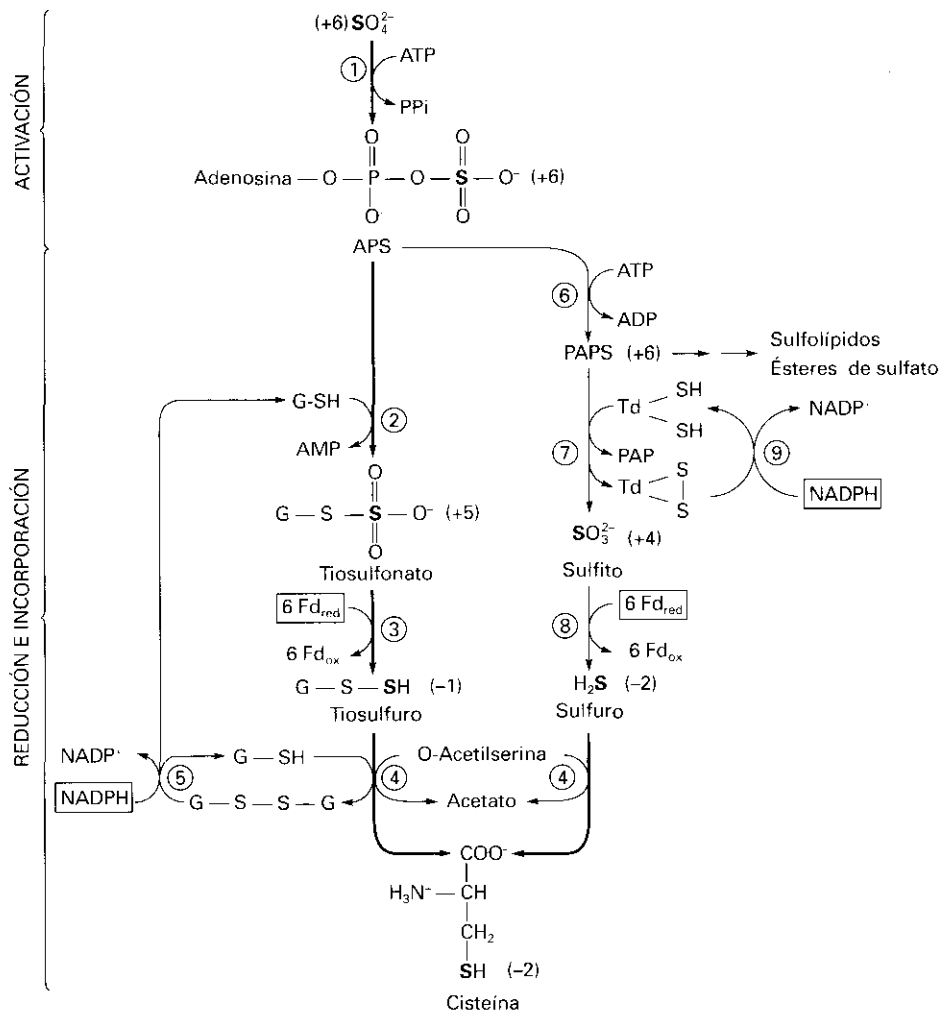 ACTIVACIÓN
REDUCCIÓN E INCORPORACIÓN
(+6) SO₄²⁻
① ATP
PPi
O O
Adenosina — O — P — O — S — O⁻ (+6)
O O
APS
⑥ ATP
ADP
PAPS (+6)
Sulfolípidos
Ésteres de sulfato
G-SH
②
AMP
O
G — S — S — O⁻ (+5)
O
Tiosulfonato
6 Fd_red
③
6 Fd_ox
G — S — SH (−1)
Tiosulfuro
⑦
Td SH
SH
PAP
Td S
S
⑨
NADP⁺
NADPH
SO₃²⁻ (+4)
Sulfito
⑧
6 Fd_red
6 Fd_ox
H₂S (−2)
Sulfuro
NADP⁺
NADPH
⑤
G — SH
G — S — S — G
④
O-Acetilserina
Acetato
④
COO⁻
H₃N⁺ — CH
CH₂
SH (−2)
Cisteína